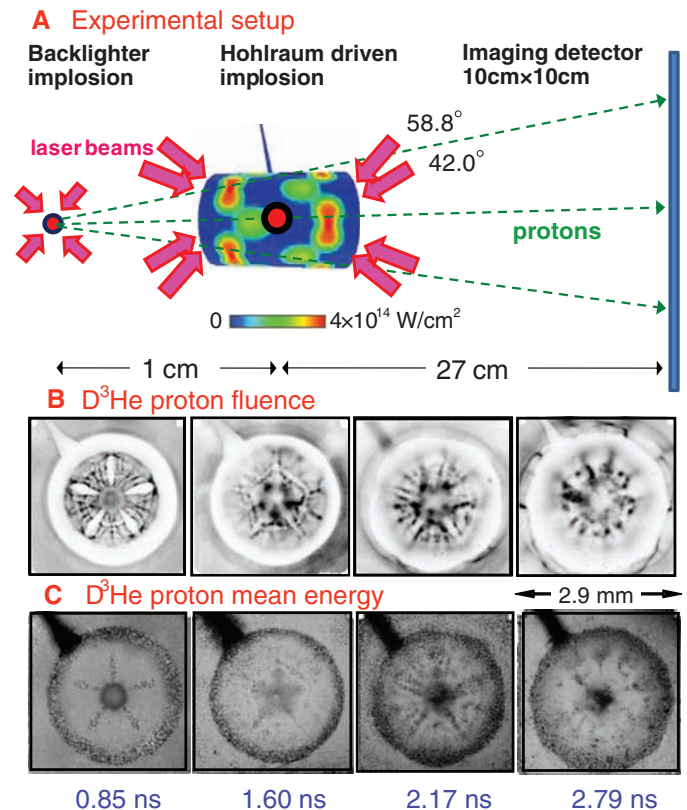 A Experimental setup
Backlighter implosion
Hohlraum driven implosion
Imaging detector 10cm×10cm
58.8°
42.0°
laser beams
protons
0 4×10¹⁴ W/cm²
1 cm 27 cm
B D³He proton fluence
C D³He proton mean energy
2.9 mm
0.85 ns 1.60 ns 2.17 ns 2.79 ns